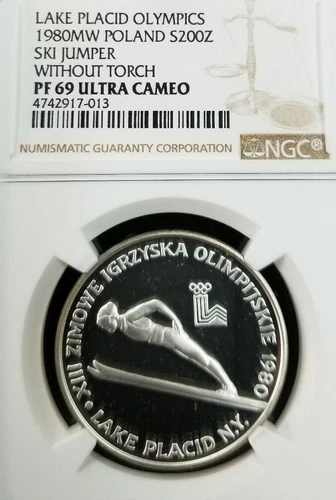 LAKE PLACID OLYMPICS
1980MW POLAND S200Z
SKI JUMPER
WITHOUT TORCH
PF 69 ULTRA CAMEO
4742917-013
NUMISMATIC GUARANTY CORPORATION
NGC®
XIII ZIMOWE IGRZYSKA OLIMPIJSKIE 1980
• LAKE PLACID N.Y.